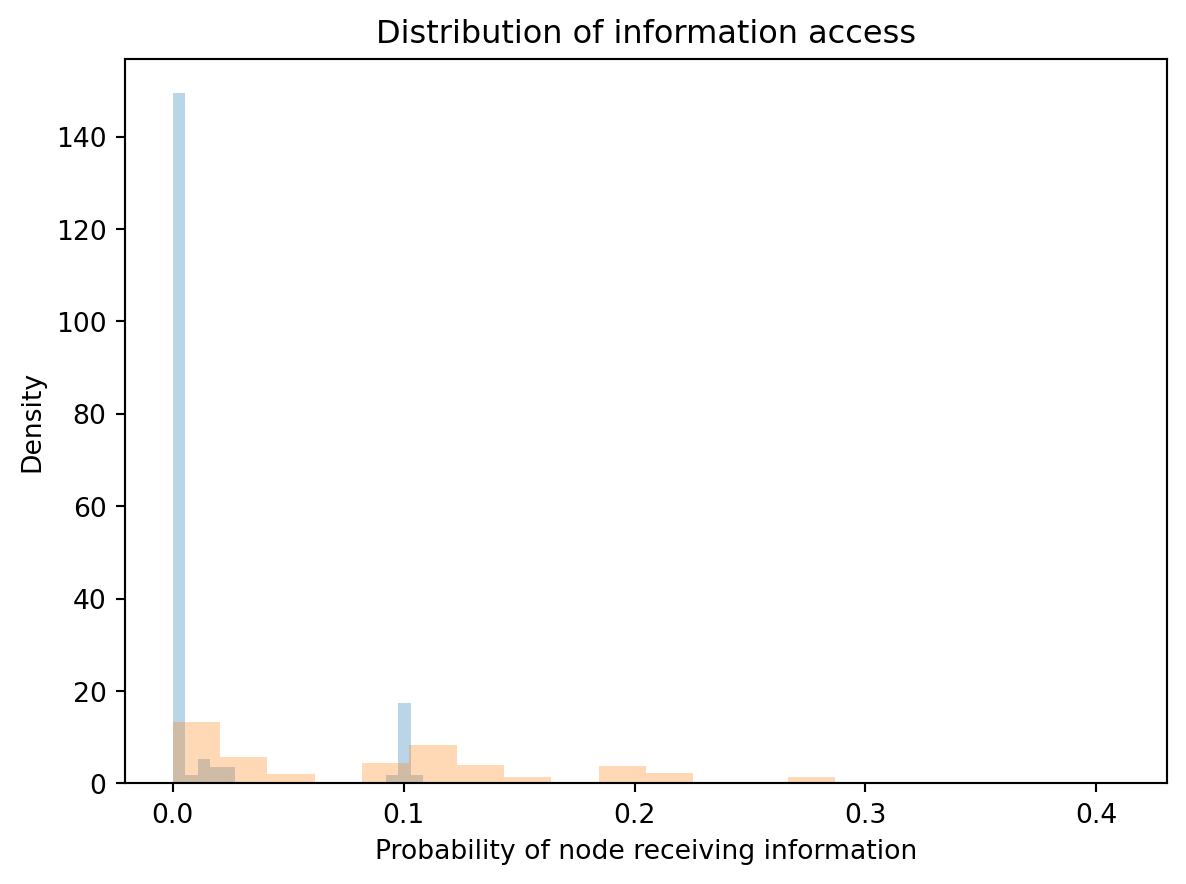 Distribution of information access
140
120
100
80
60
40
20
0
Density
0.0 0.1 0.2 0.3 0.4
Probability of node receiving information